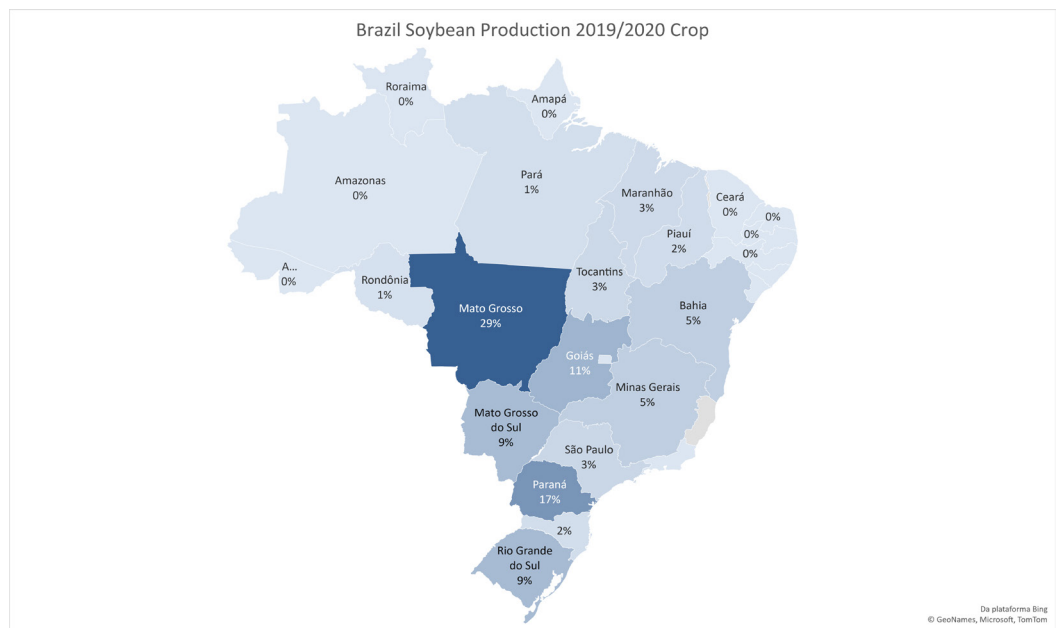 Brazil Soybean Production 2019/2020 Crop
Roraima
0%
Amapá
0%
Amazonas
0%
Pará
1%
Maranhão
3%
Ceará
0%
0%
0%
0%
Piauí
2%
A...
0%
Rondônia
1%
Tocantins
3%
Mato Grosso
29%
Bahia
5%
Goiás
11%
Minas Gerais
5%
Mato Grosso
do Sul
9%
São Paulo
3%
Paraná
17%
2%
Rio Grande
do Sul
9%
Da plataforma Bing
© GeoNames, Microsoft, TomTom